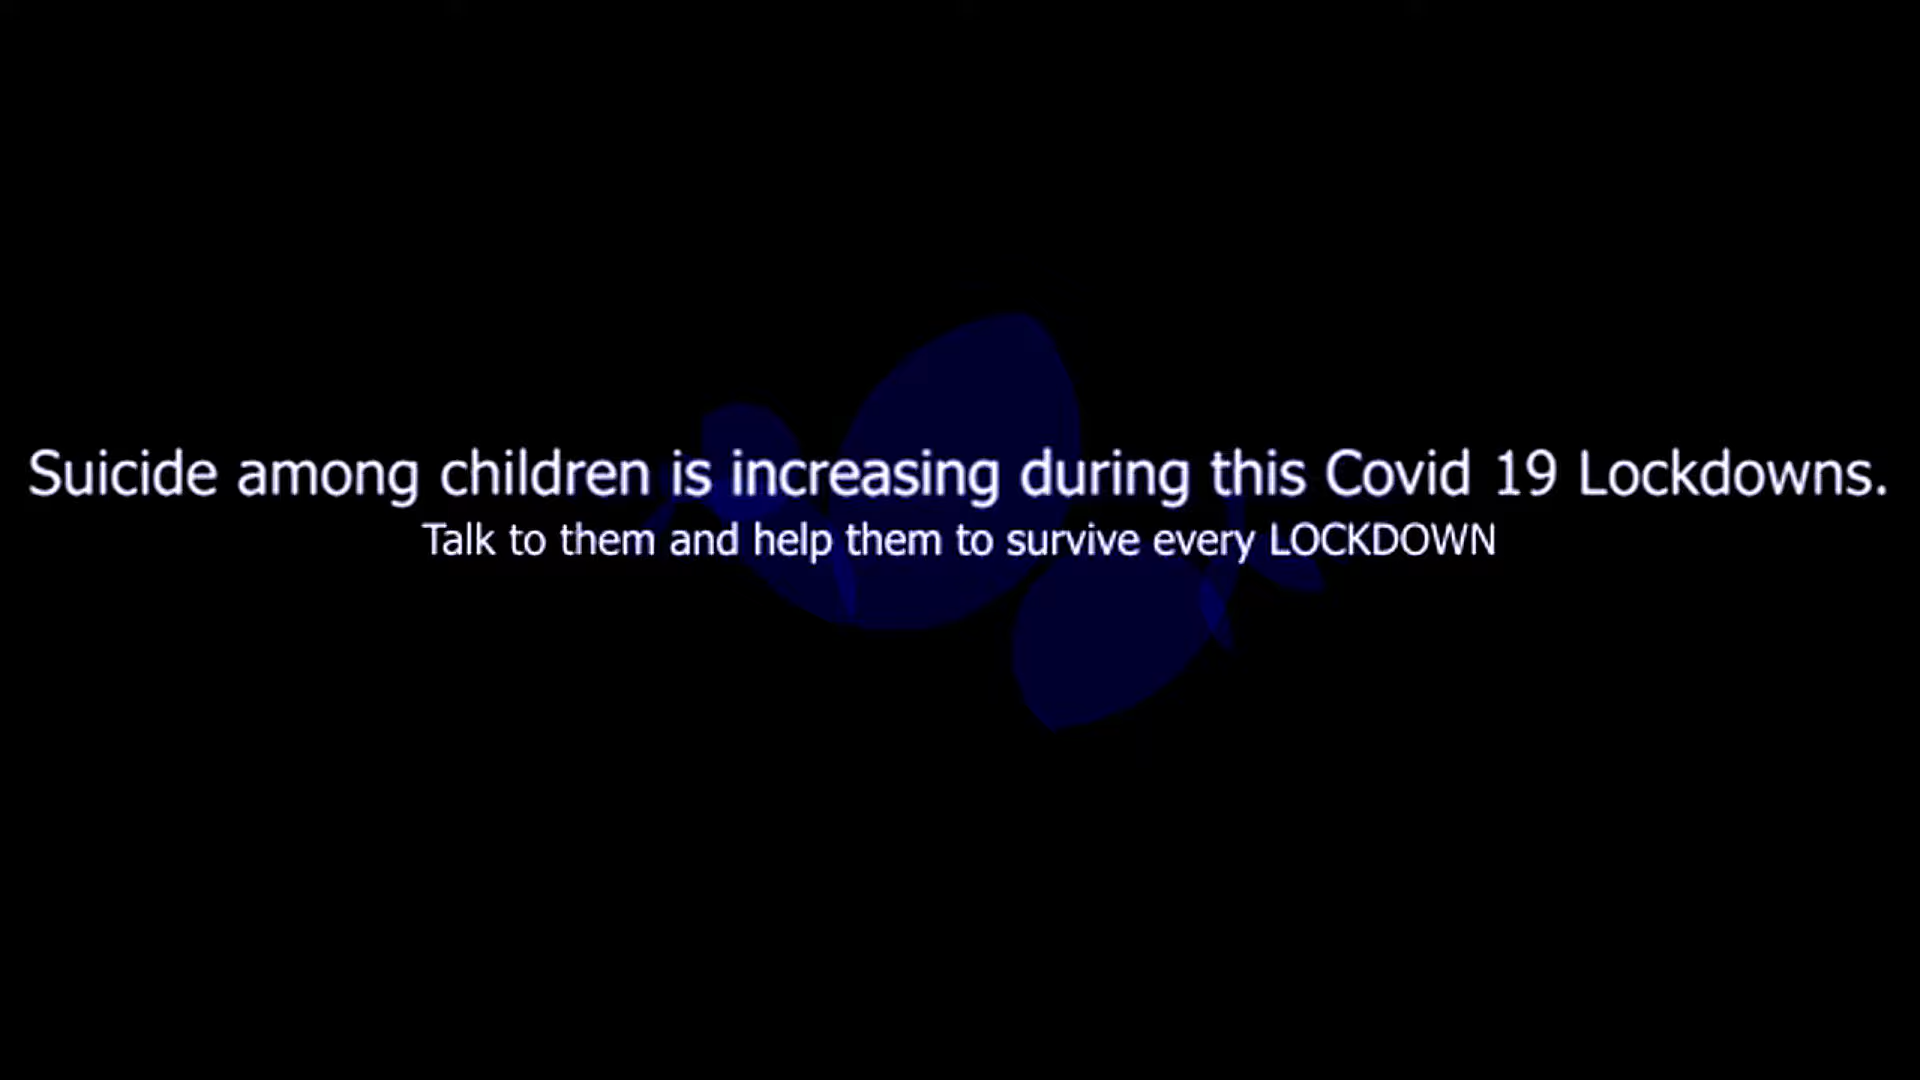 Suicide among children is increasing during this Covid 19 Lockdowns.
Talk to them and help them to survive every LOCKDOWN